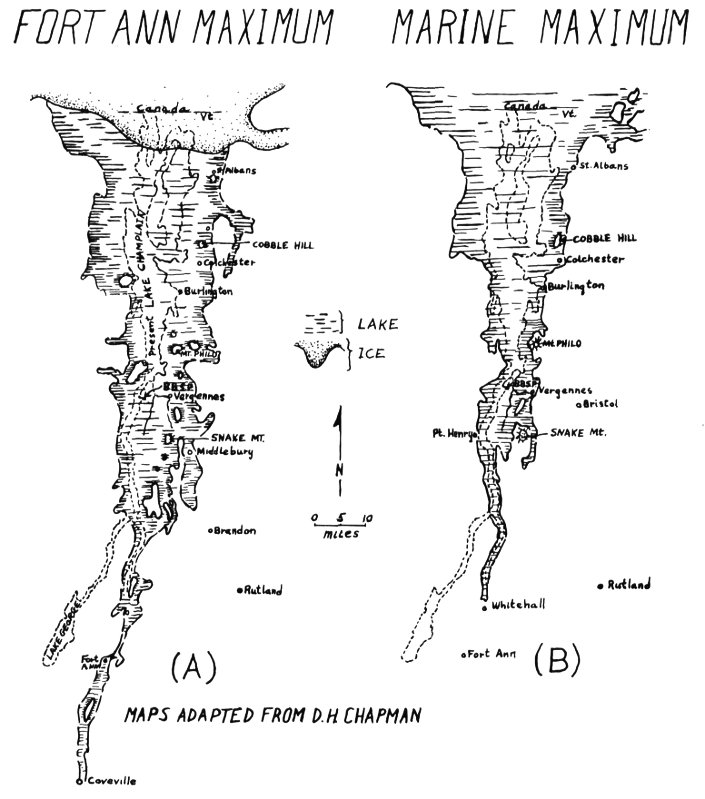 FORT ANN MAXIMUM
MARINE MAXIMUM
Canada
Vt
St Albans
Present LAKE CHAMPLAIN
COBBLE HILL
Colchester
Burlington
MT. PHILO
BBSP
Vergennes
SNAKE MT.
Middlebury
Brandon
Rutland
LAKE GEORGE
Fort
ANN
Coveville
(A)
LAKE
ICE
N
0 5 10
MILES
Canada
Vt.
St. Albans
COBBLE HILL
Colchester
Burlington
Mt. PHILO
BBSP
Vergennes
Bristol
Pt. Henry
SNAKE Mt.
Rutland
Whitehall
Fort Ann
(B)
MAPS ADAPTED FROM D.H. CHAPMAN